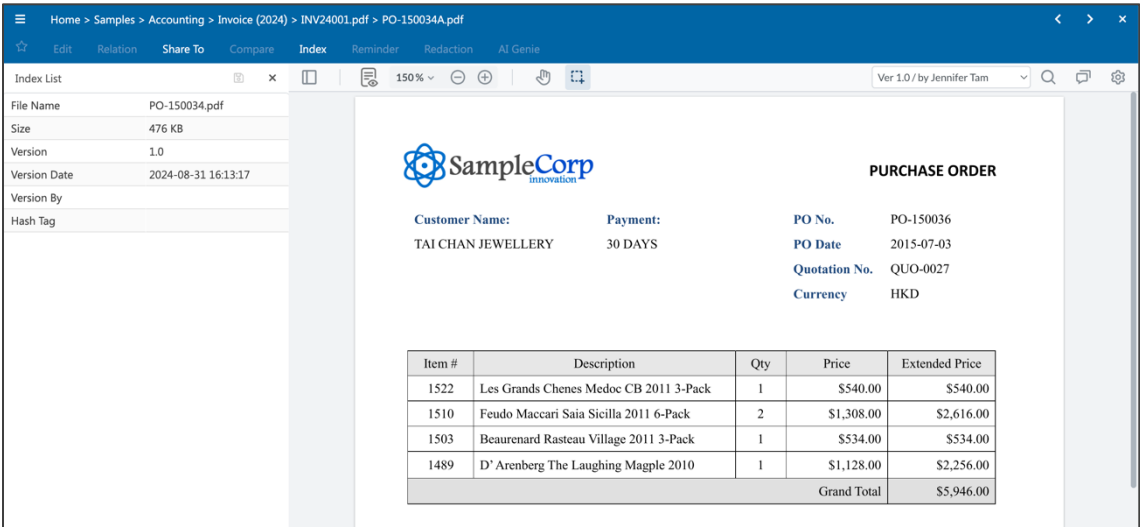 Home > Samples > Accounting > Invoice (2024) > INV24001.pdf > PO-150034A.pdf
Edit Relation Share To Compare Index Reminder Redaction AI Genie
Index List
150%
Ver 1.0 / by Jennifer Tam
File Name PO-150034.pdf
Size 476 KB
Version 1.0
Version Date 2024-08-31 16:13:17
Version By
Hash Tag
SampleCorp
innovation
PURCHASE ORDER
Customer Name: Payment: PO No. PO-150036
TAI CHAN JEWELLERY 30 DAYS PO Date 2015-07-03
Quotation No. QUO-0027
Currency HKD
Item # Description Qty Price Extended Price
1522 Les Grands Chenes Medoc CB 2011 3-Pack 1 $540.00 $540.00
1510 Feudo Maccari Saia Sicilla 2011 6-Pack 2 $1,308.00 $2,616.00
1503 Beaurenard Rasteau Village 2011 3-Pack 1 $534.00 $534.00
1489 D’ Arenberg The Laughing Magple 2010 1 $1,128.00 $2,256.00
Grand Total $5,946.00